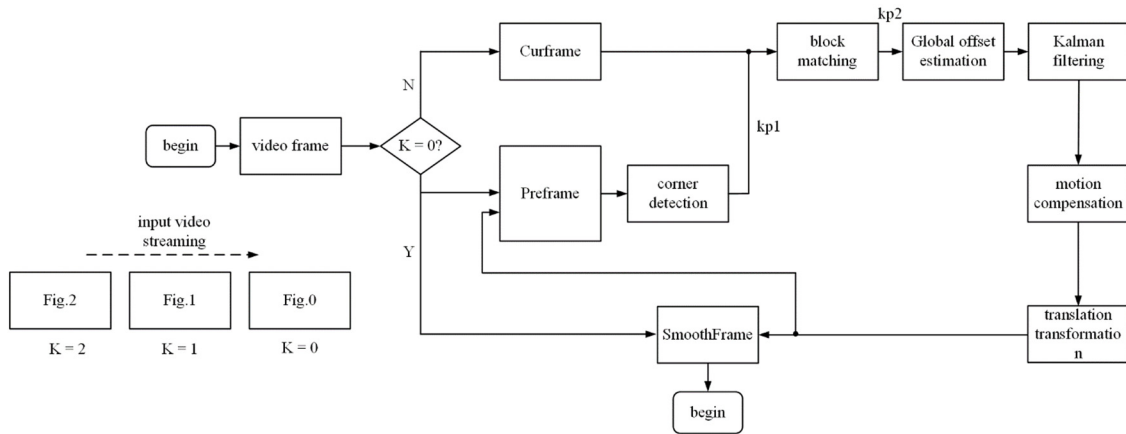 kp2
Curframe
block
matching
Global offset
estimation
Kalman
filtering
N
kp1
begin
video frame
K = 0?
Preframe
corner
detection
motion
compensation
input video
streaming
Y
Fig.2
Fig.1
Fig.0
K = 2
K = 1
K = 0
SmoothFrame
translation
transformatio
n
begin